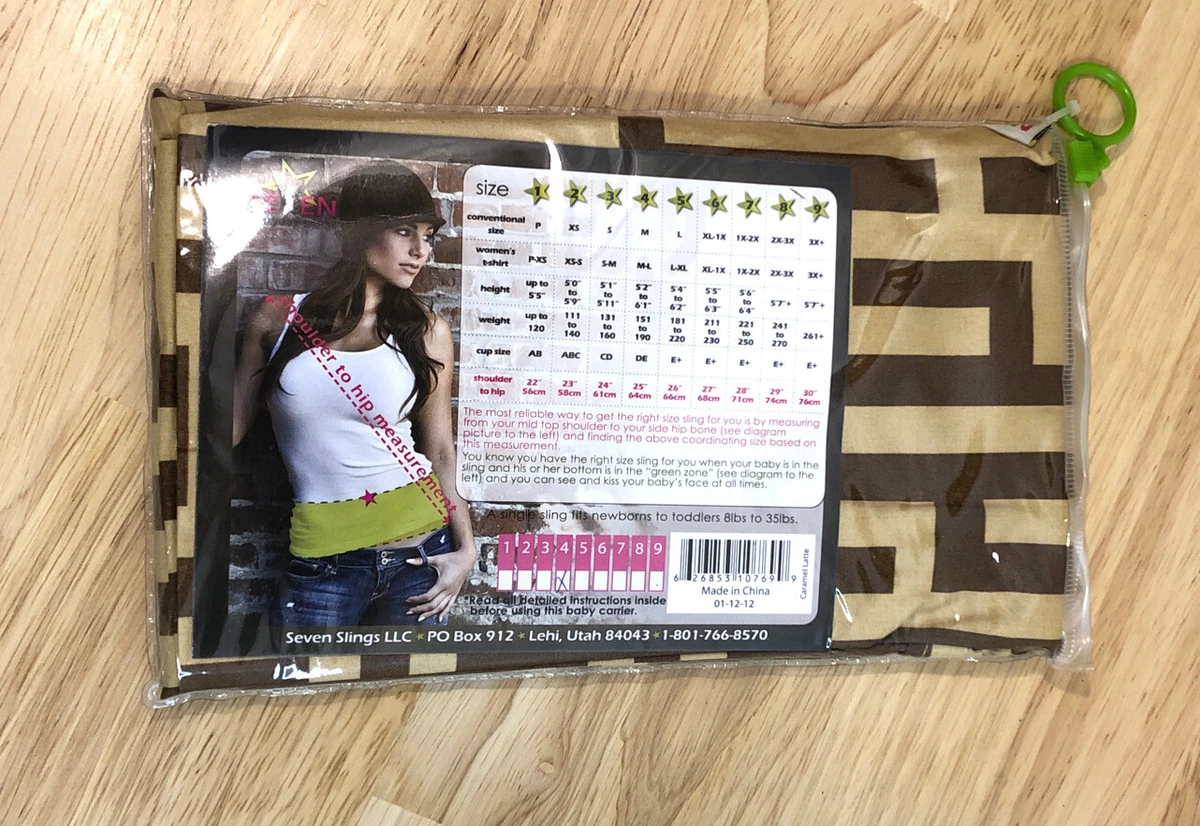 SEVEN
size 1 2 3 4 5 6 7 8 9
conventional size P XS S M L XL-1X 1X-2X 2X-3X 3X+
women's t-shirt P-XS XS-S S-M M-L L-XL XL-1X 1X-2X 2X-3X 3X+
height up to 5'5" 5'0" to 5'9" 5'1" to 5'11" 5'2" to 6'1" 5'4" to 6'2" 5'5" to 6'3" 5'6" to 6'4" 5'7"+ 5'7"+
weight up to 120 111 to 140 131 to 160 151 to 190 181 to 220 211 to 230 221 to 250 241 to 270 261+
cup size AB ABC CD DE E+ E+ E+ E+ E+
shoulder to hip 22" 56cm 23" 58cm 24" 61cm 25" 64cm 26" 66cm 27" 68cm 28" 71cm 29" 74cm 30" 76cm
shoulder to hip measurement
The most reliable way to get the right size sling for you is by measuring
from your mid top shoulder to your side hip bone (see diagram
picture to the left) and finding the above coordinating size based on
this measurement.
You know you have the right size sling for you when your baby is in the
sling and his or her bottom is in the "green zone" (see diagram to the
left) and you can see and kiss your baby's face at all times.
A single sling fits newborns to toddlers 8lbs to 35lbs.
1 2 3 4 5 6 7 8 9
X
6 26853 10769 9
Made in China
01-12-12
Caramel Latte
*Read all detailed instructions inside
before using this baby carrier.
Seven Slings LLC ★ PO Box 912 ★ Lehi, Utah 84043 ★ 1-801-766-8570